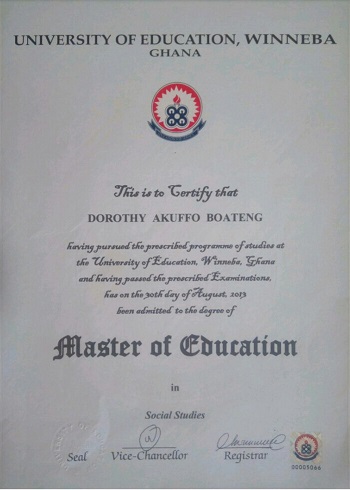 UNIVERSITY OF EDUCATION, WINNEBA
GHANA
This is to Certify that
DOROTHY AKUFFO BOATENG
having pursued the prescribed programme of studies at
the University of Education, Winneba, Ghana
and having passed the prescribed Examinations,
has on the 30th day of August, 2013
been admitted to the degree of
Master of Education
in
Social Studies
Seal Vice-Chancellor Registrar
00005066